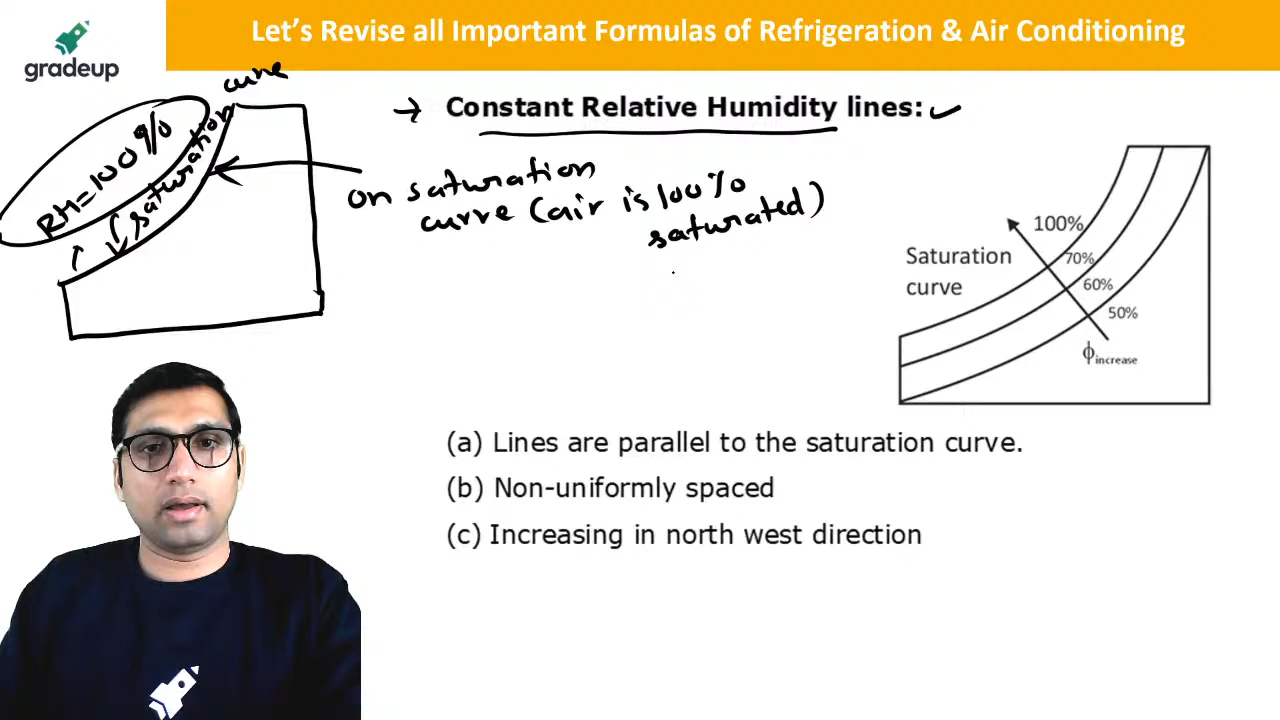 Let's Revise all Important Formulas of Refrigeration & Air Conditioning
gradeup
curve
saturation
RH=100%
→ Constant Relative Humidity lines:
on saturation
curve (air is 100%
saturated)
100%
70%
60%
50%
Saturation
curve
ϕincrease
(a) Lines are parallel to the saturation curve.
(b) Non-uniformly spaced
(c) Increasing in north west direction